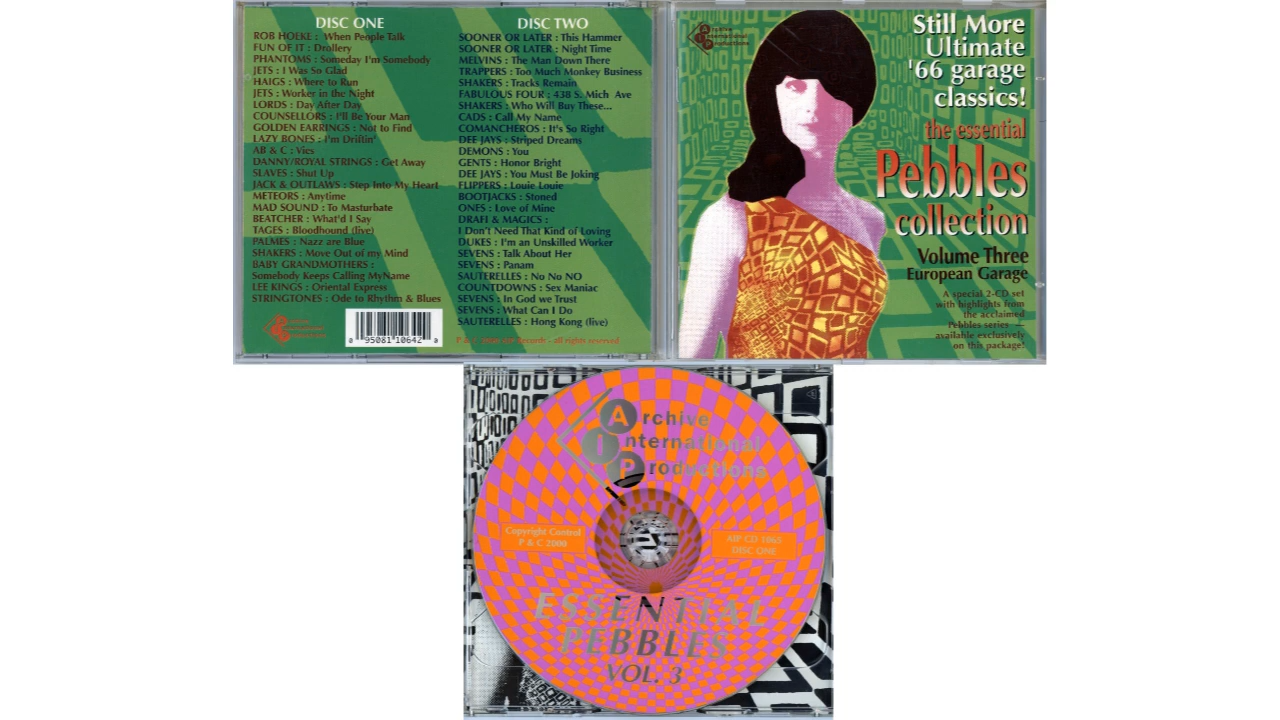 DISC ONE
ROB HOEKE : When People Talk
FUN OF IT : Drollery
PHANTOMS : Someday I'm Somebody
JETS : I Was So Glad
HAIGS : Where to Run
JETS : Worker in the Night
LORDS : Day After Day
COUNSELLORS : I'll Be Your Man
GOLDEN EARRINGS : Not to Find
LAZY BONES : I'm Driftin'
AB & C : Vies
DANNY/ROYAL STRINGS : Get Away
SLAVES : Shut Up
JACK & OUTLAWS : Step Into My Heart
METEORS : Anytime
MAD SOUND : To Masturbate
BEATCHER : What'd I Say
TAGES : Bloodhound (live)
PALMES : Nazz are Blue
SHAKERS : Move Out of my Mind
BABY GRANDMOTHERS :
Somebody Keeps Calling MyName
LEE KINGS : Oriental Express
STRINGTONES : Ode to Rhythm & Blues
0 95081 10642 0
DISC TWO
SOONER OR LATER : This Hammer
SOONER OR LATER : Night Time
MELVINS : The Man Down There
TRAPPERS : Too Much Monkey Business
SHAKERS : Tracks Remain
FABULOUS FOUR : 438 S. Mich Ave
SHAKERS : Who Will Buy These...
CADS : Call My Name
COMANCHEROS : It's So Right
DEE JAYS : Striped Dreams
DEMONS : You
GENTS : Honor Bright
DEE JAYS : You Must Be Joking
FLIPPERS : Louie Louie
BOOTJACKS : Stoned
ONES : Love of Mine
DRAFI & MAGICS :
I Don't Need That Kind of Loving
DUKES : I'm an Unskilled Worker
SEVENS : Talk About Her
SEVENS : Panam
SAUTERELLES : No No NO
COUNTDOWNS : Sex Maniac
SEVENS : In God we Trust
SEVENS : What Can I Do
SAUTERELLES : Hong Kong (live)
Records - all rights reserved
Archive
International
Productions
Still More
Ultimate
'66 garage
classics!
the essential
Pebbles
collection
Volume Three
European Garage
A special 2-CD set
with highlights from
the acclaimed
Pebbles series —
available exclusively
on this package!
Archive
International
Productions
Copyright Control
P & C 2000
AIP CD 1065
DISC ONE
ESSENTIAL
PEBBLES
VOL. 3